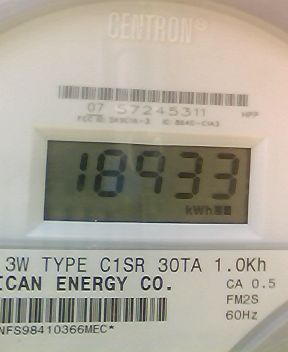 CENTRON®
07 57245311 HPP
18933
kWh
3W TYPE C1SR 30TA 1.0Kh
ICAN ENERGY CO.
CA 0.5
FM2S
60Hz
NFS98410366MEC*